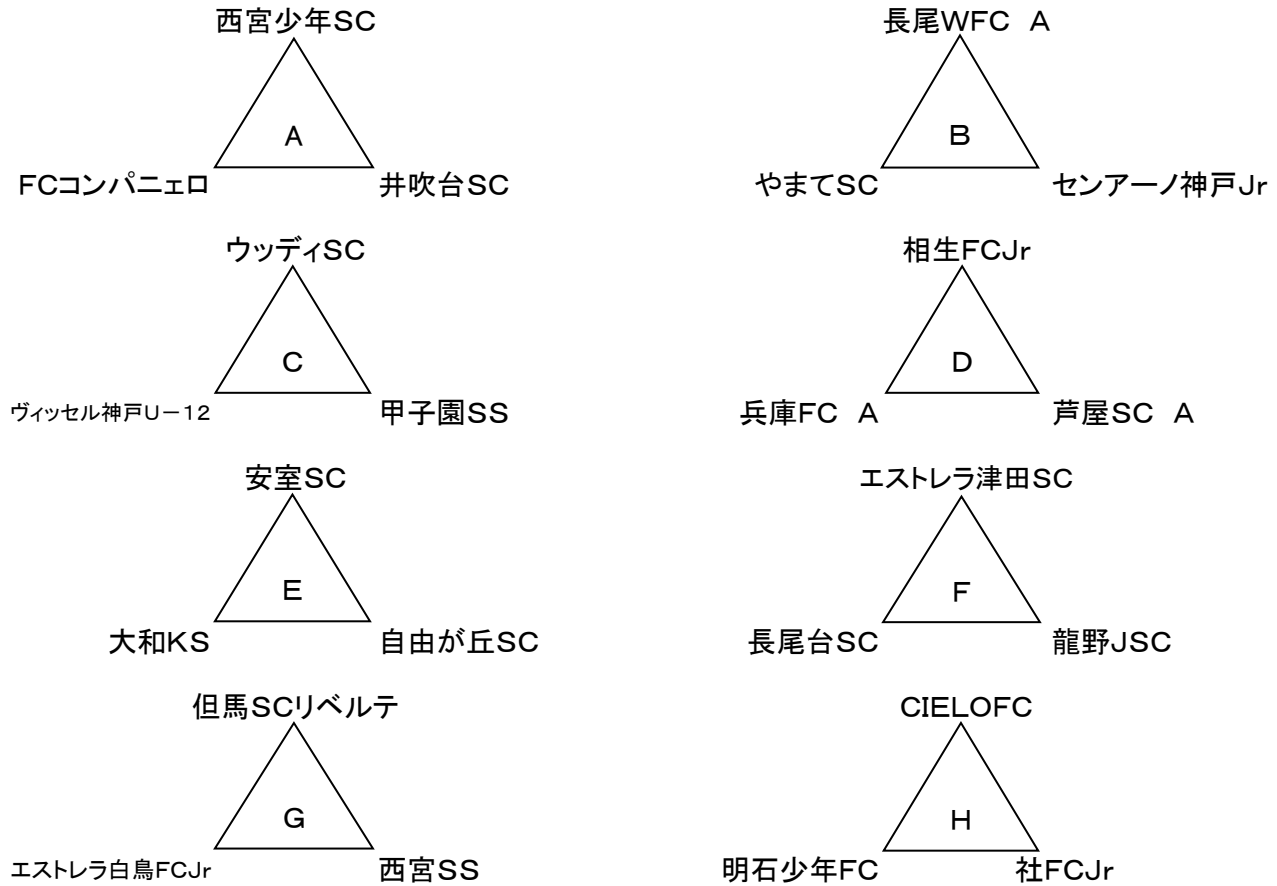 西宮少年SC
A
FCコンパニェロ
井吹台SC
長尾WFC A
B
やまてSC
センアーノ神戸Jr
ウッディSC
C
ヴィッセル神戸U-12
甲子園SS
相生FCJr
D
兵庫FC A
芦屋SC A
安室SC
E
大和KS
自由が丘SC
エストレラ津田SC
F
長尾台SC
龍野JSC
但馬SCリベルテ
G
エストレラ白鳥FCJr
西宮SS
CIELOFC
H
明石少年FC
社FCJr